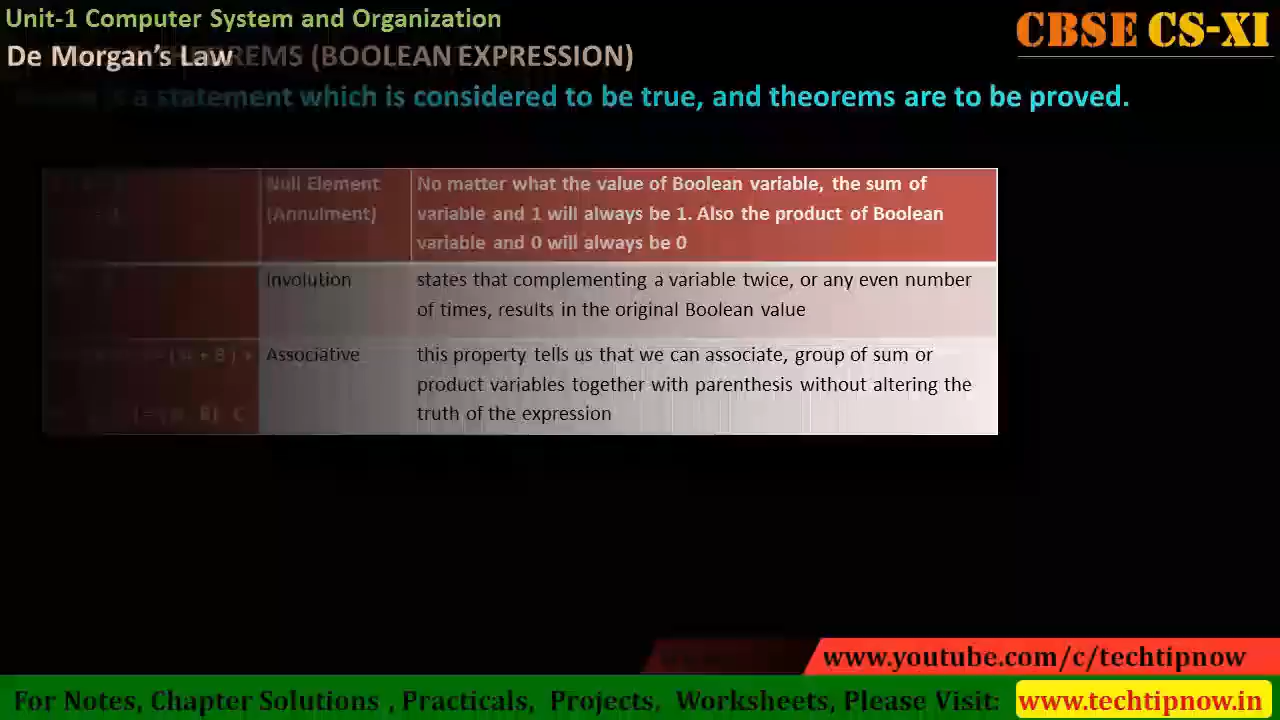 Unit-1 Computer System and Organization
CBSE CS-XI
De Morgan's Law
(BOOLEAN EXPRESSION)
a statement which is considered to be true, and theorems are to be proved.
Null Element
(Annulment)
No matter what the value of Boolean variable, the sum of
variable and 1 will always be 1. Also the product of Boolean
variable and 0 will always be 0
Involution
states that complementing a variable twice, or any even number
of times, results in the original Boolean value
Associative
this property tells us that we can associate, group of sum or
product variables together with parenthesis without altering the
truth of the expression
www.youtube.com/c/techtipnow
For Notes, Chapter Solutions , Practicals, Projects, Worksheets, Please Visit: www.techtipnow.in